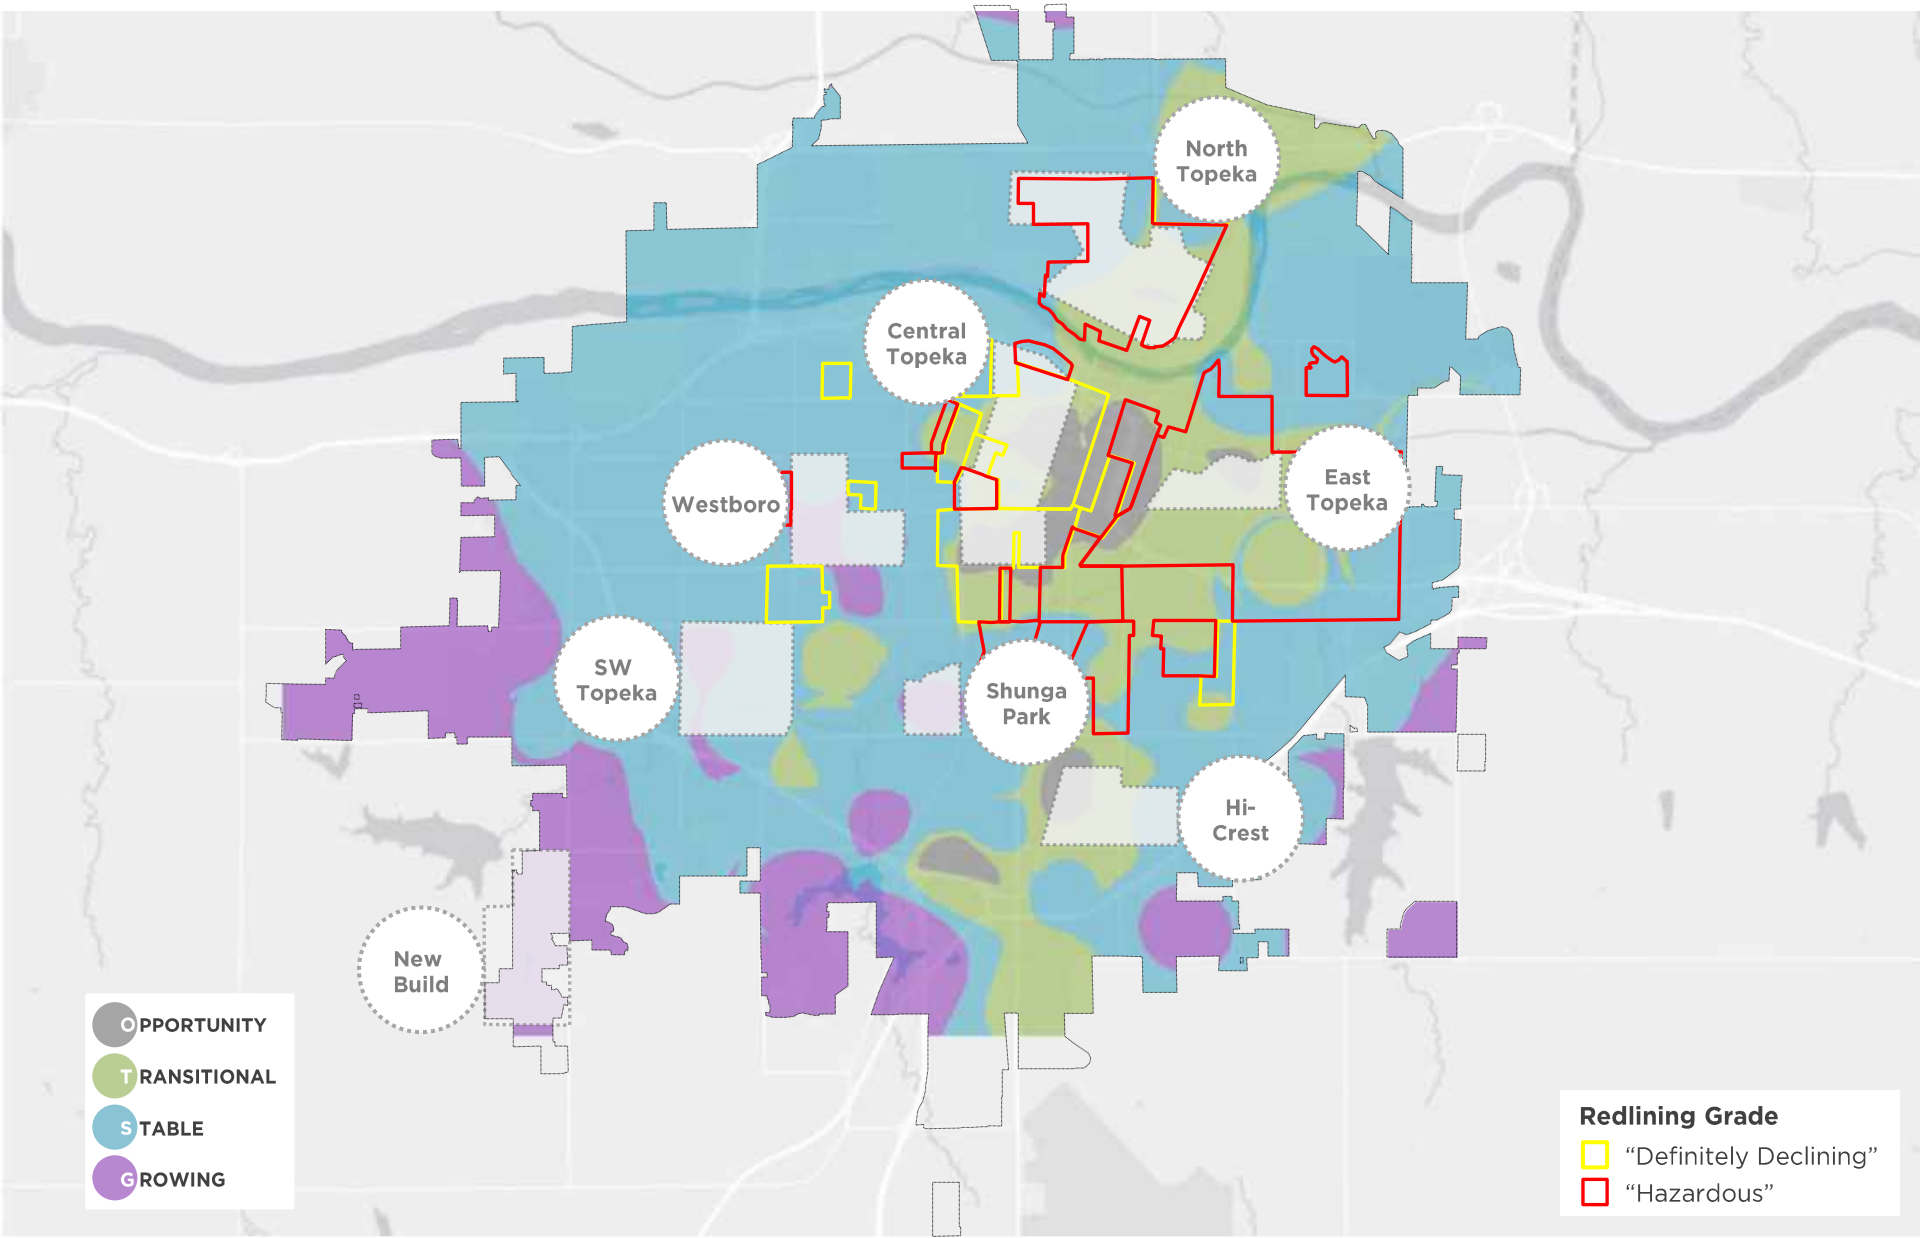 North
Topeka
Central
Topeka
Westboro
East
Topeka
SW
Topeka
Shunga
Park
Hi-
Crest
New
Build
OPPORTUNITY
TRANSITIONAL
STABLE
GROWING
Redlining Grade
“Definitely Declining”
“Hazardous”